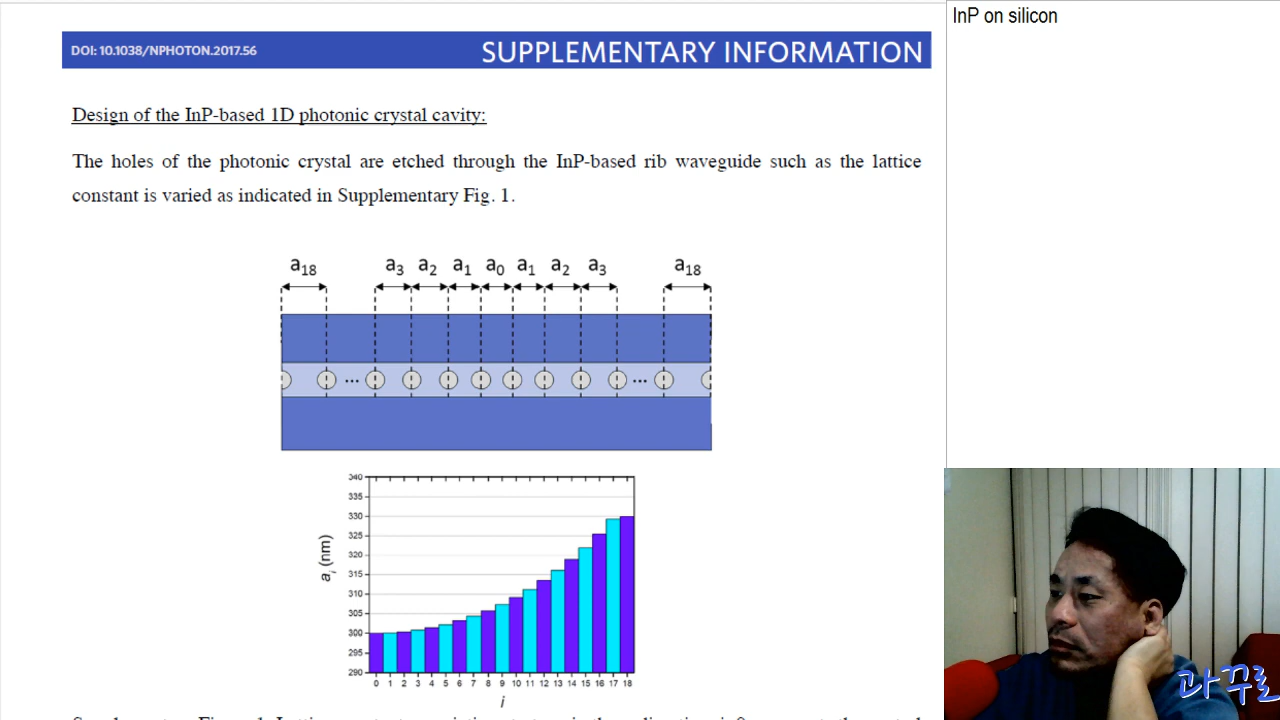 InP on silicon
DOI: 10.1038/NPHOTON.2017.56
SUPPLEMENTARY INFORMATION
Design of the InP-based 1D photonic crystal cavity:
The holes of the photonic crystal are etched through the InP-based rib waveguide such as the lattice
constant is varied as indicated in Supplementary Fig. 1.
a18 a3 a2 a1 a0 a1 a2 a3 a18
... ...
340
335
330
325
320
315
310
305
300
295
290
ai (nm)
0 1 2 3 4 5 6 7 8 9 10 11 12 13 14 15 16 17 18
i
과꾸로